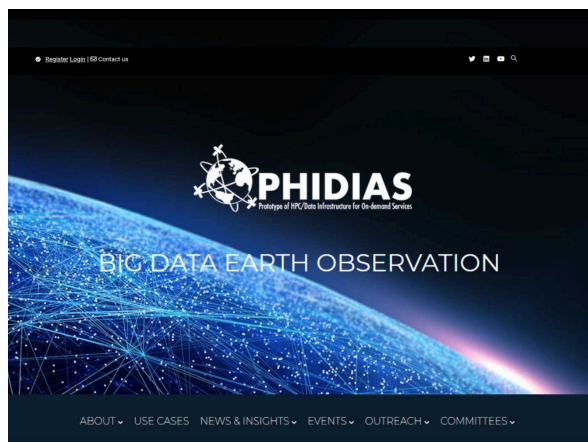 Register Login | Contact us
PHIDIAS
Prototype of HPC/Data Infrastructure for On-demand Services
BIG DATA EARTH OBSERVATION
ABOUT USE CASES NEWS & INSIGHTS EVENTS OUTREACH COMMITTEES